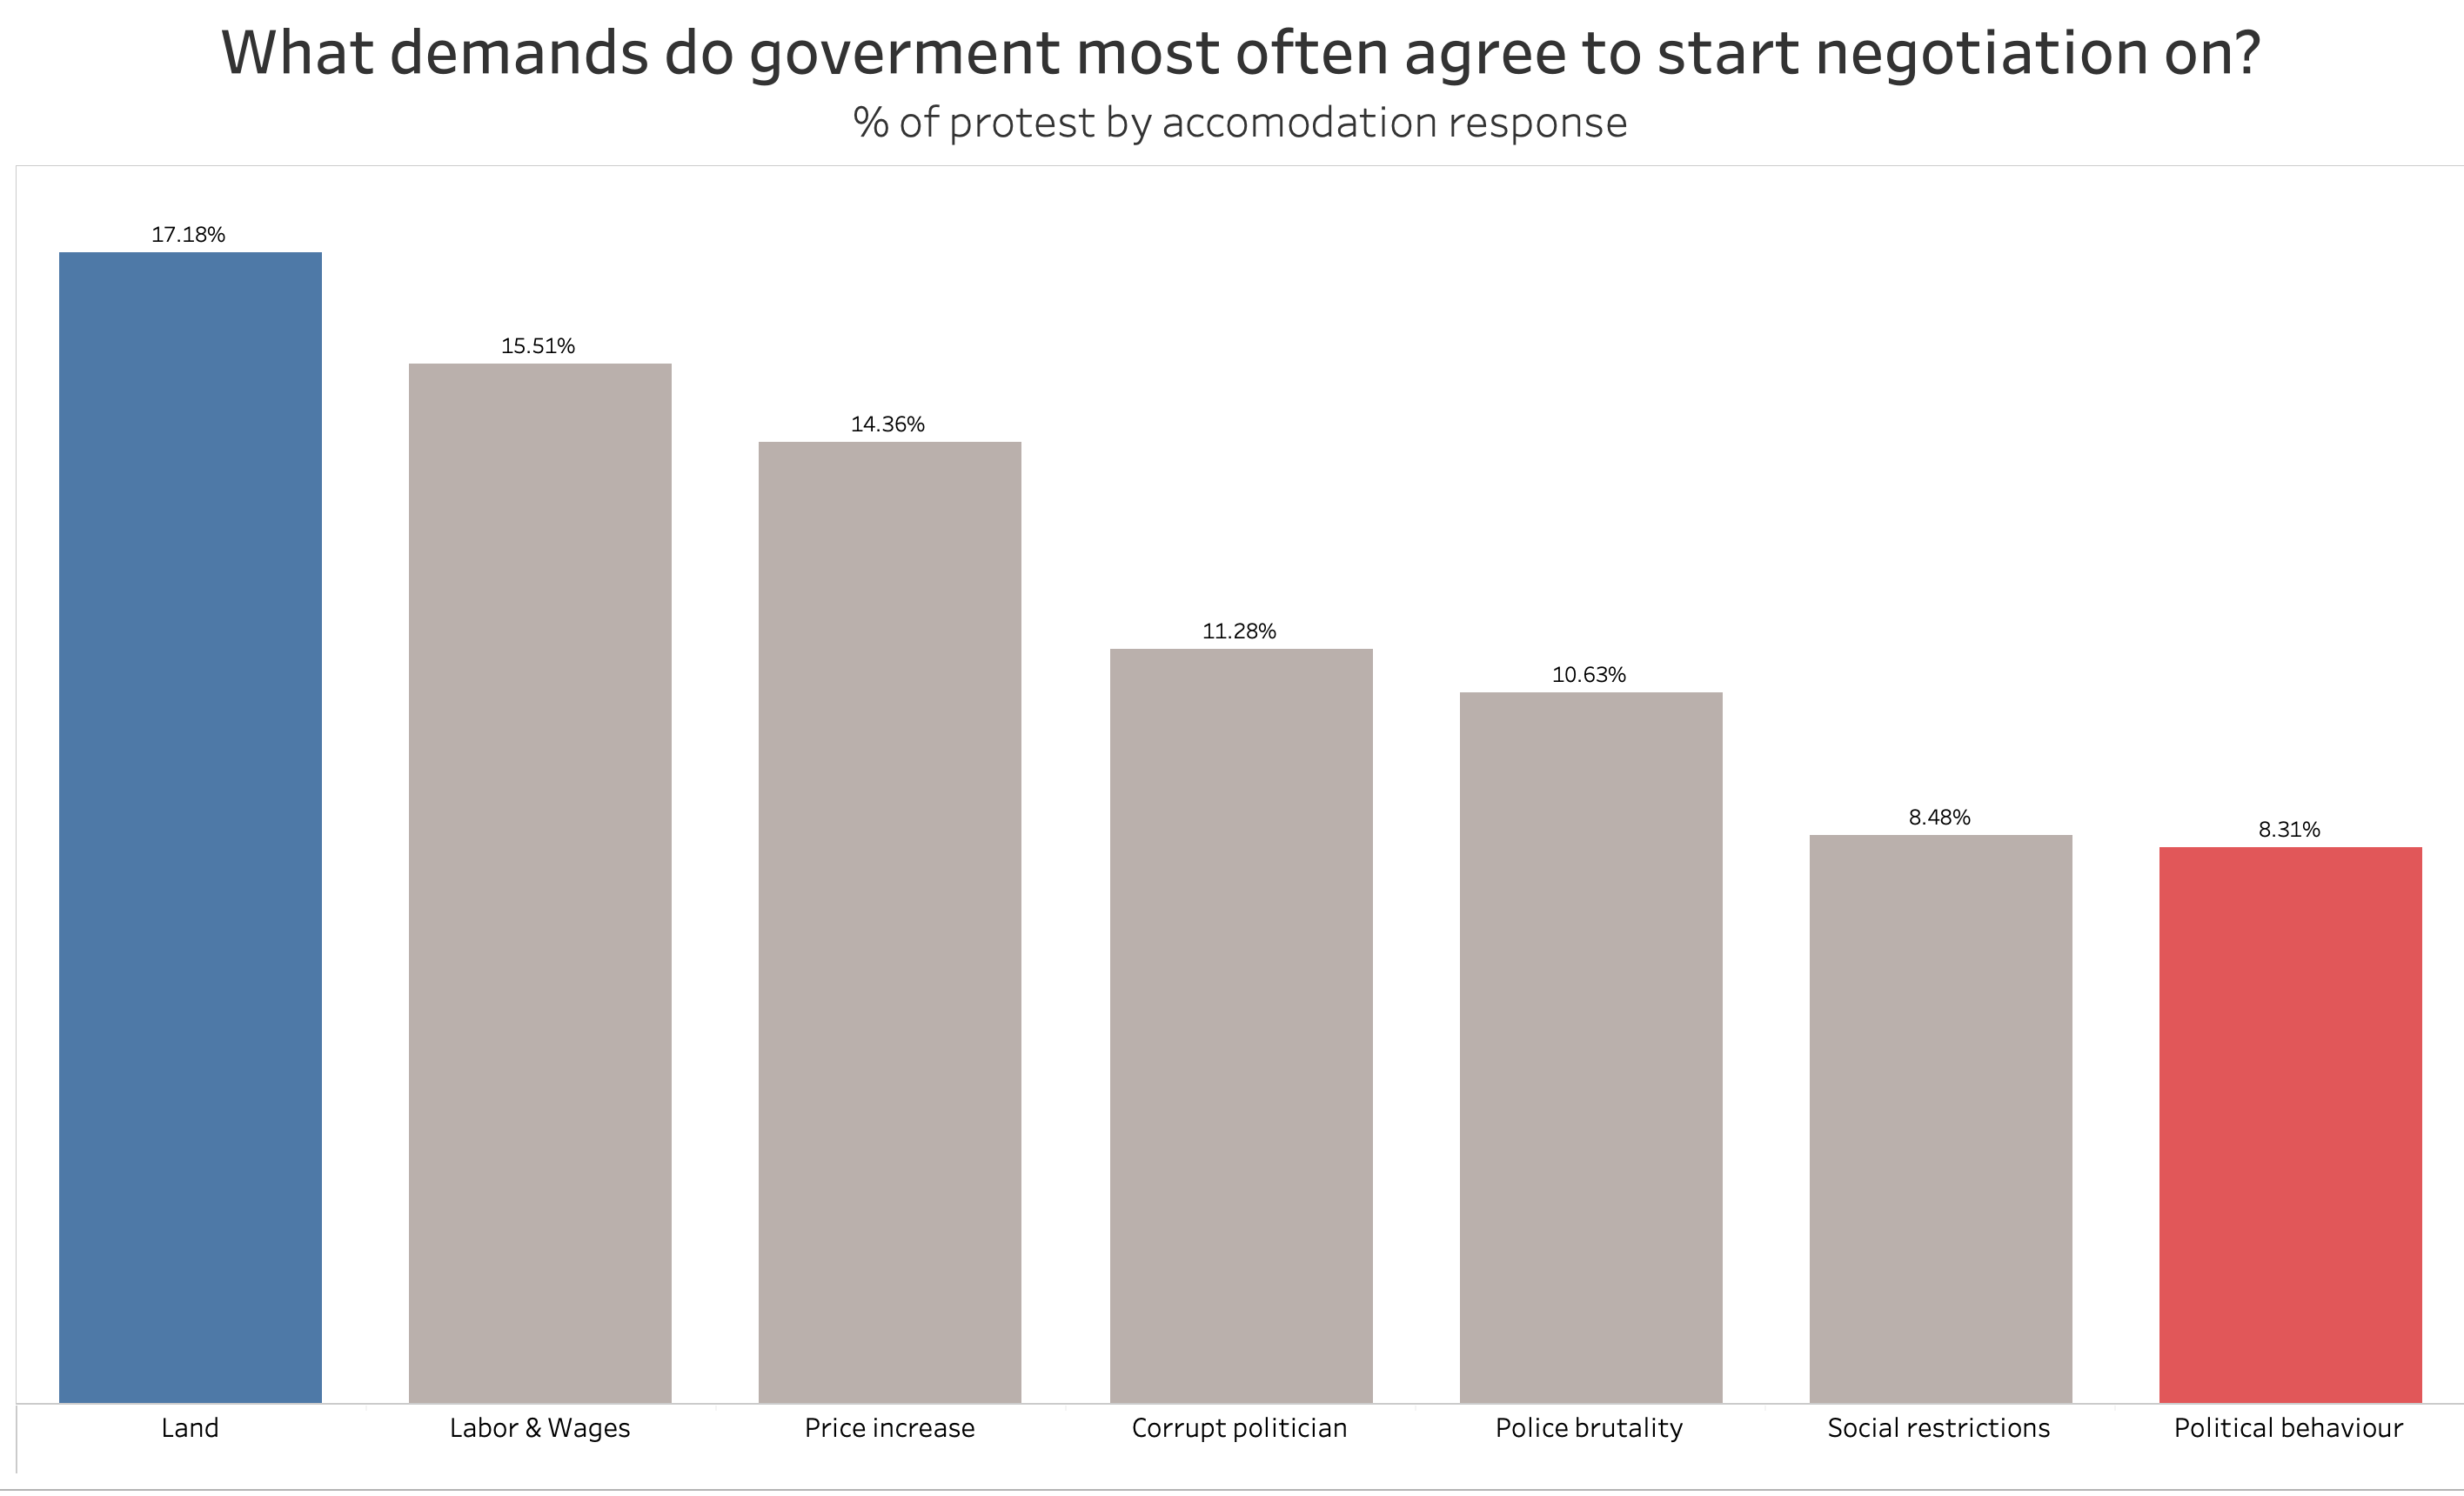 What demands do goverment most often agree to start negotiation on?
% of protest by accomodation response
17.18%
15.51%
14.36%
11.28%
10.63%
8.48%
8.31%
Land
Labor & Wages
Price increase
Corrupt politician
Police brutality
Social restrictions
Political behaviour